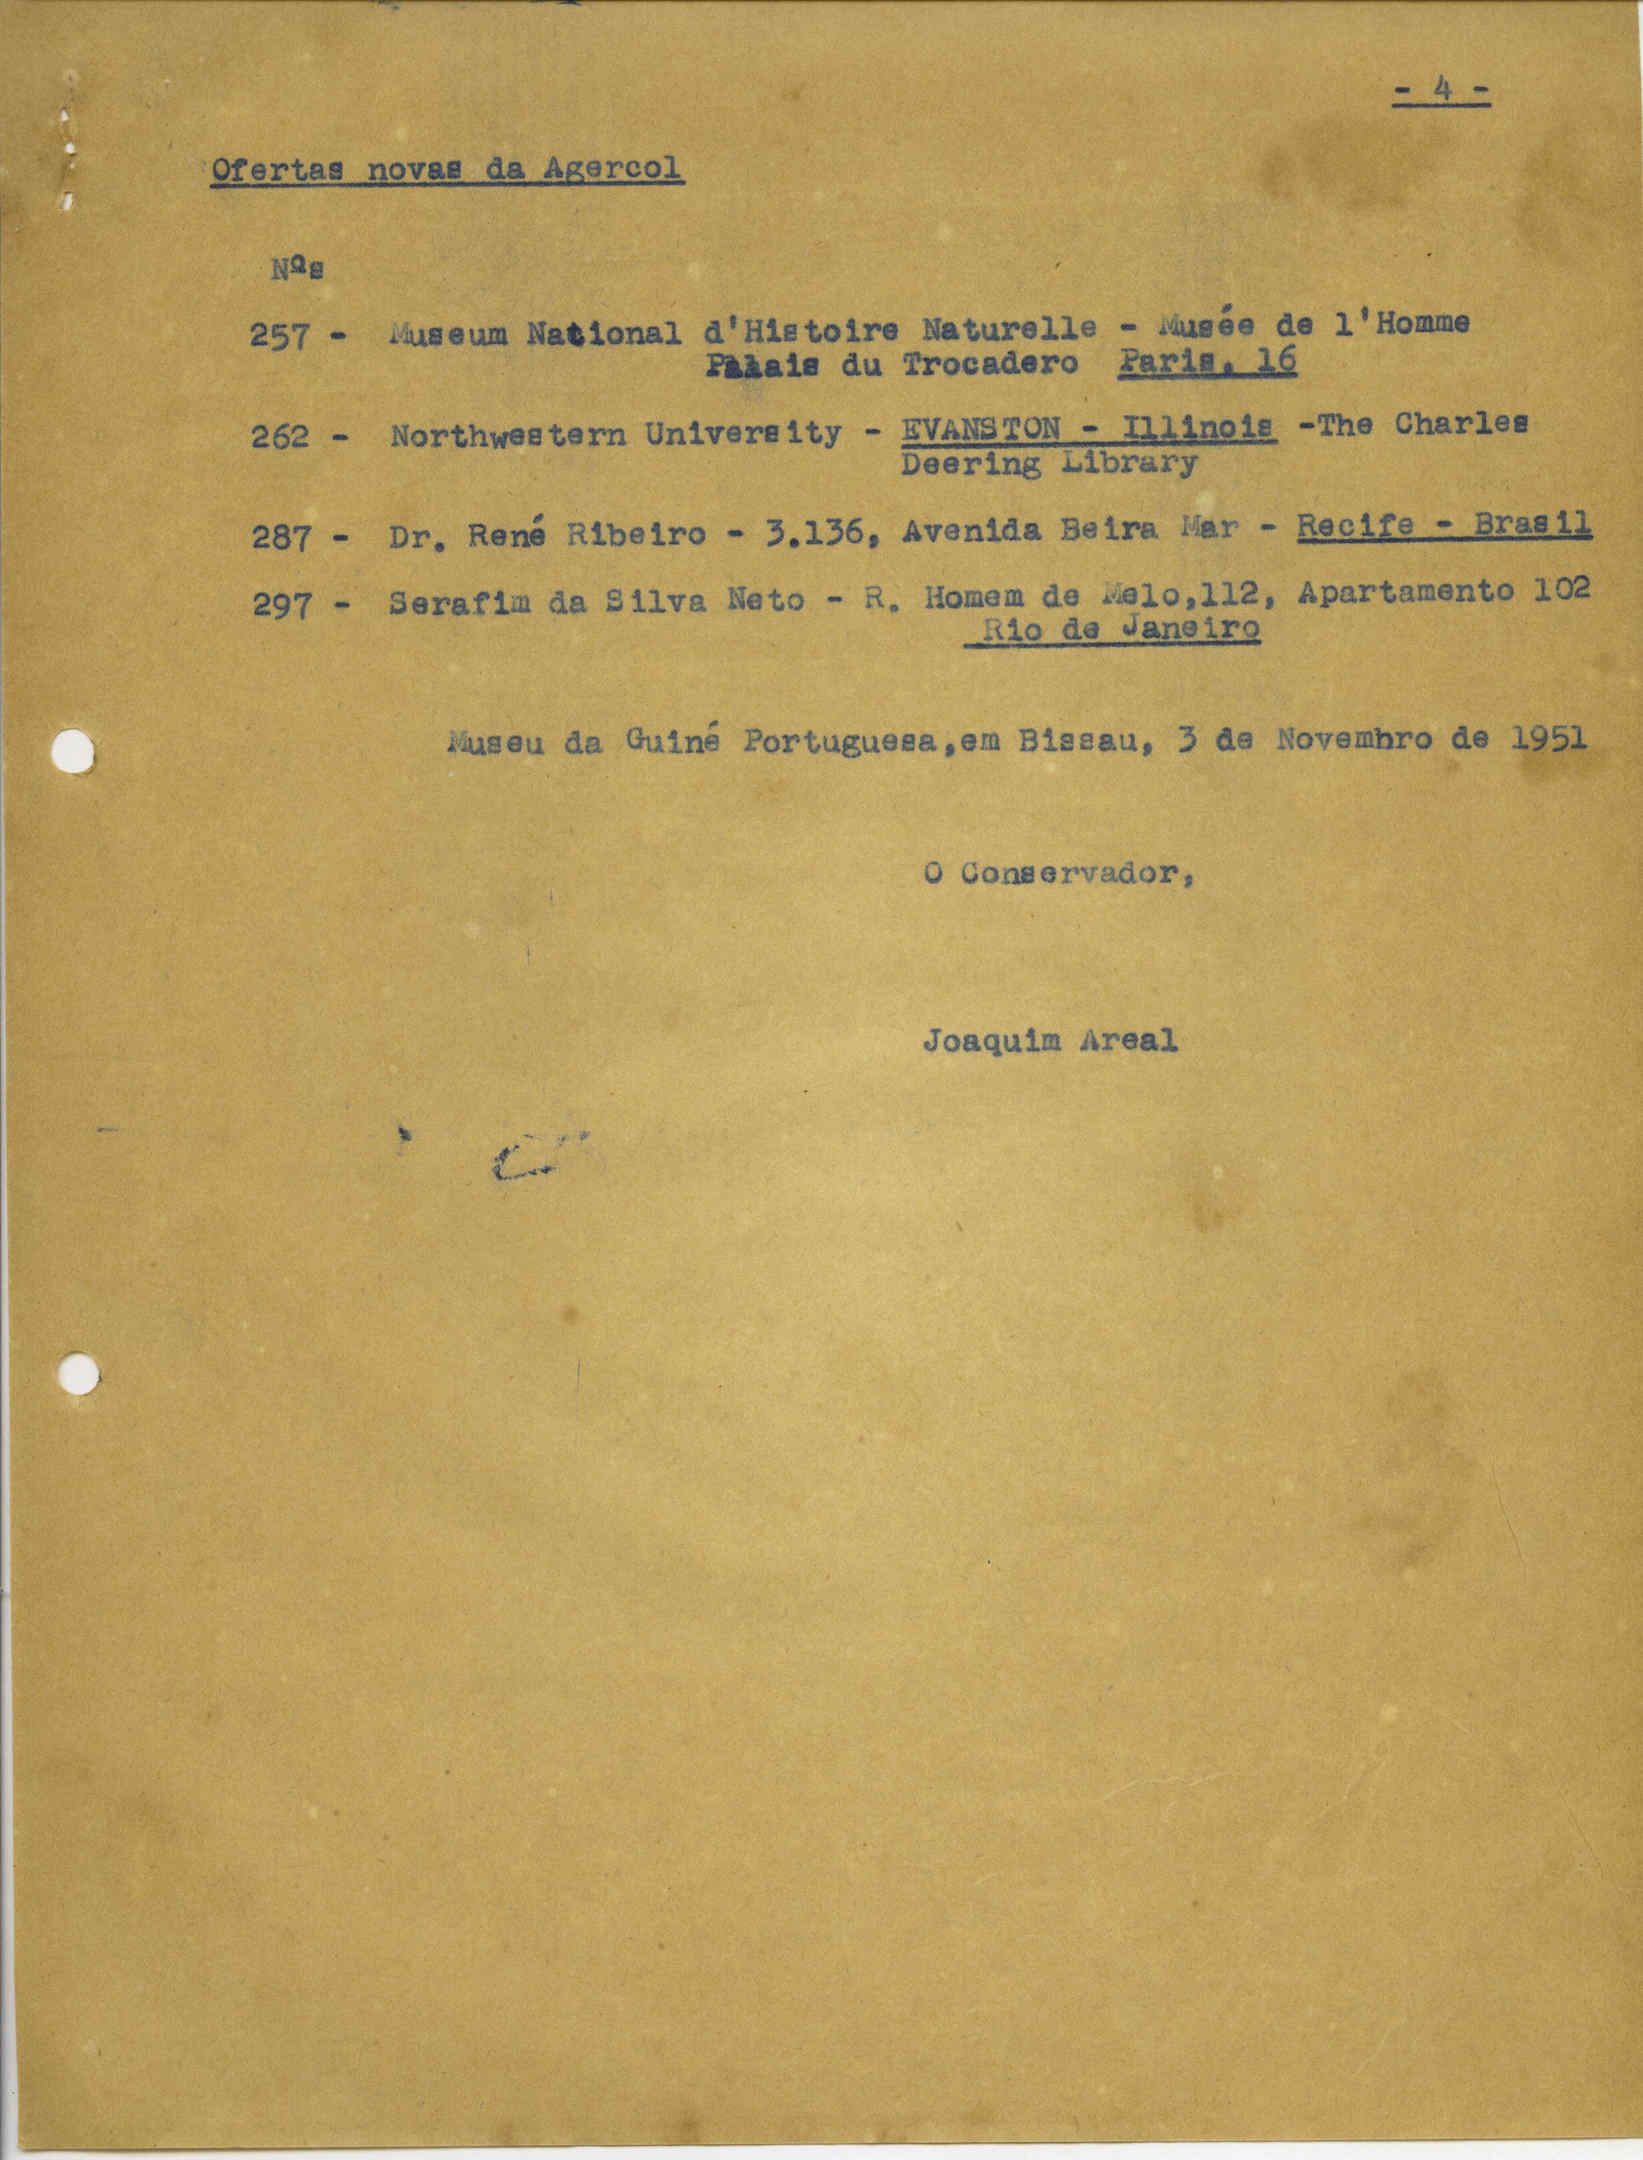 - 4 -
Ofertas novas da Agercol
Nºs
257 - Museum National d'Histoire Naturelle - Musée de l'Homme
Palais du Trocadero Paris, 16
262 - Northwestern University - EVANSTON - Illinois -The Charles
Deering Library
287 - Dr. René Ribeiro - 3.136, Avenida Beira Mar - Recife - Brasil
297 - Serafim da Silva Neto - R. Homem de Melo,112, Apartamento 102
Rio de Janeiro
Museu da Guiné Portuguesa,em Bissau, 3 de Novembro de 1951
O Conservador,
Joaquim Areal